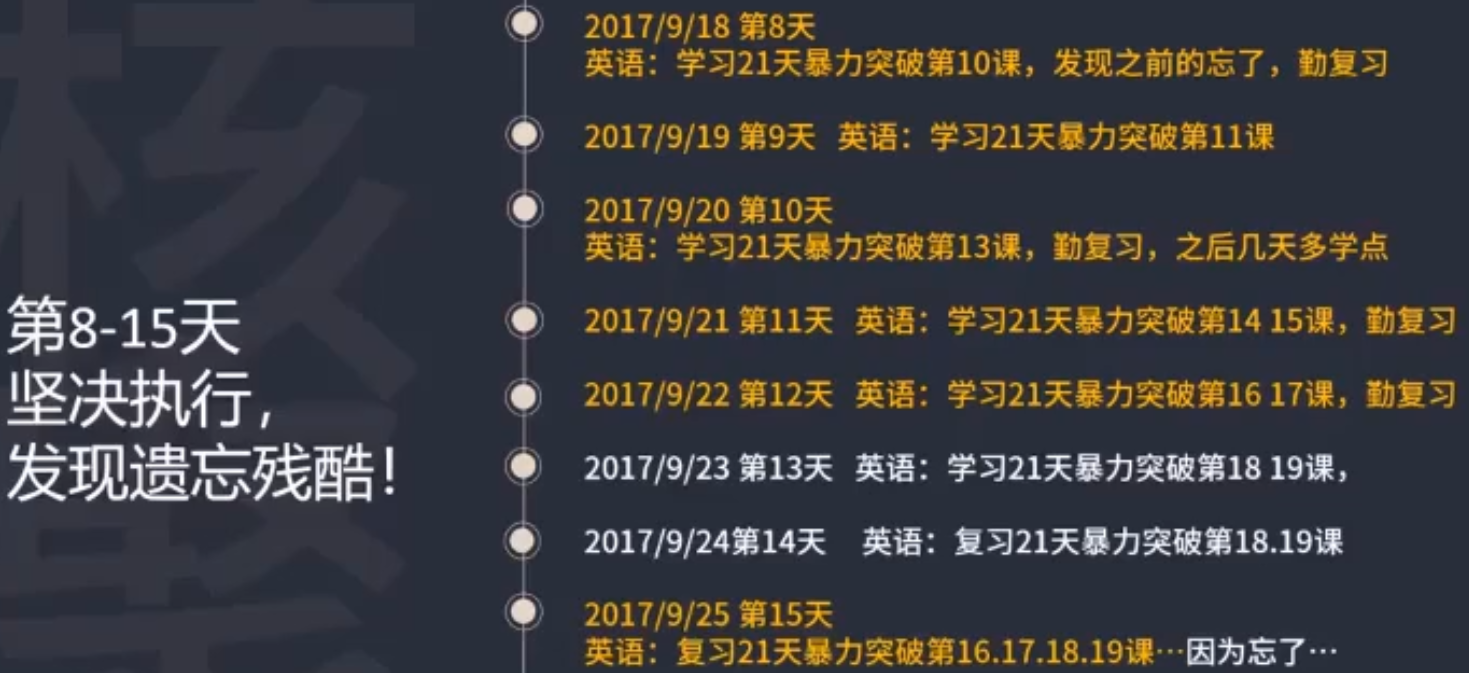 第8-15天
坚决执行，
发现遗忘残酷！
2017/9/18 第8天
英语：学习21天暴力突破第10课，发现之前的忘了，勤复习
2017/9/19 第9天 英语：学习21天暴力突破第11课
2017/9/20 第10天
英语：学习21天暴力突破第13课，勤复习，之后几天多学点
2017/9/21 第11天 英语：学习21天暴力突破第14 15课，勤复习
2017/9/22 第12天 英语：学习21天暴力突破第16 17课，勤复习
2017/9/23 第13天 英语：学习21天暴力突破第18 19课，
2017/9/24第14天 英语：复习21天暴力突破第18.19课
2017/9/25 第15天
英语：复习21天暴力突破第16.17.18.19课…因为忘了…